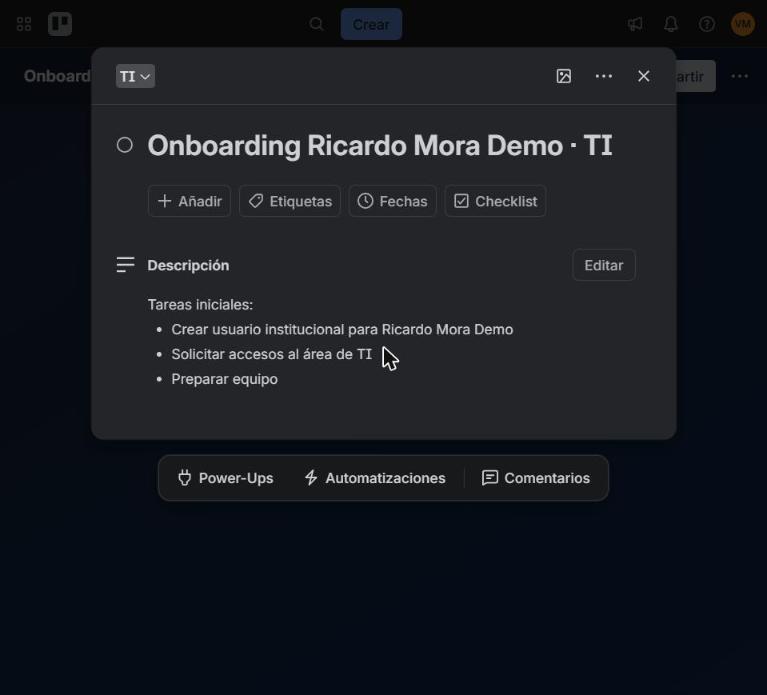 Crear
VM
Onboard
artir
TI
Onboarding Ricardo Mora Demo · TI
Añadir
Etiquetas
Fechas
Checklist
Descripción
Editar
Tareas iniciales:
• Crear usuario institucional para Ricardo Mora Demo
• Solicitar accesos al área de TI
• Preparar equipo
Power-Ups
Automatizaciones
Comentarios